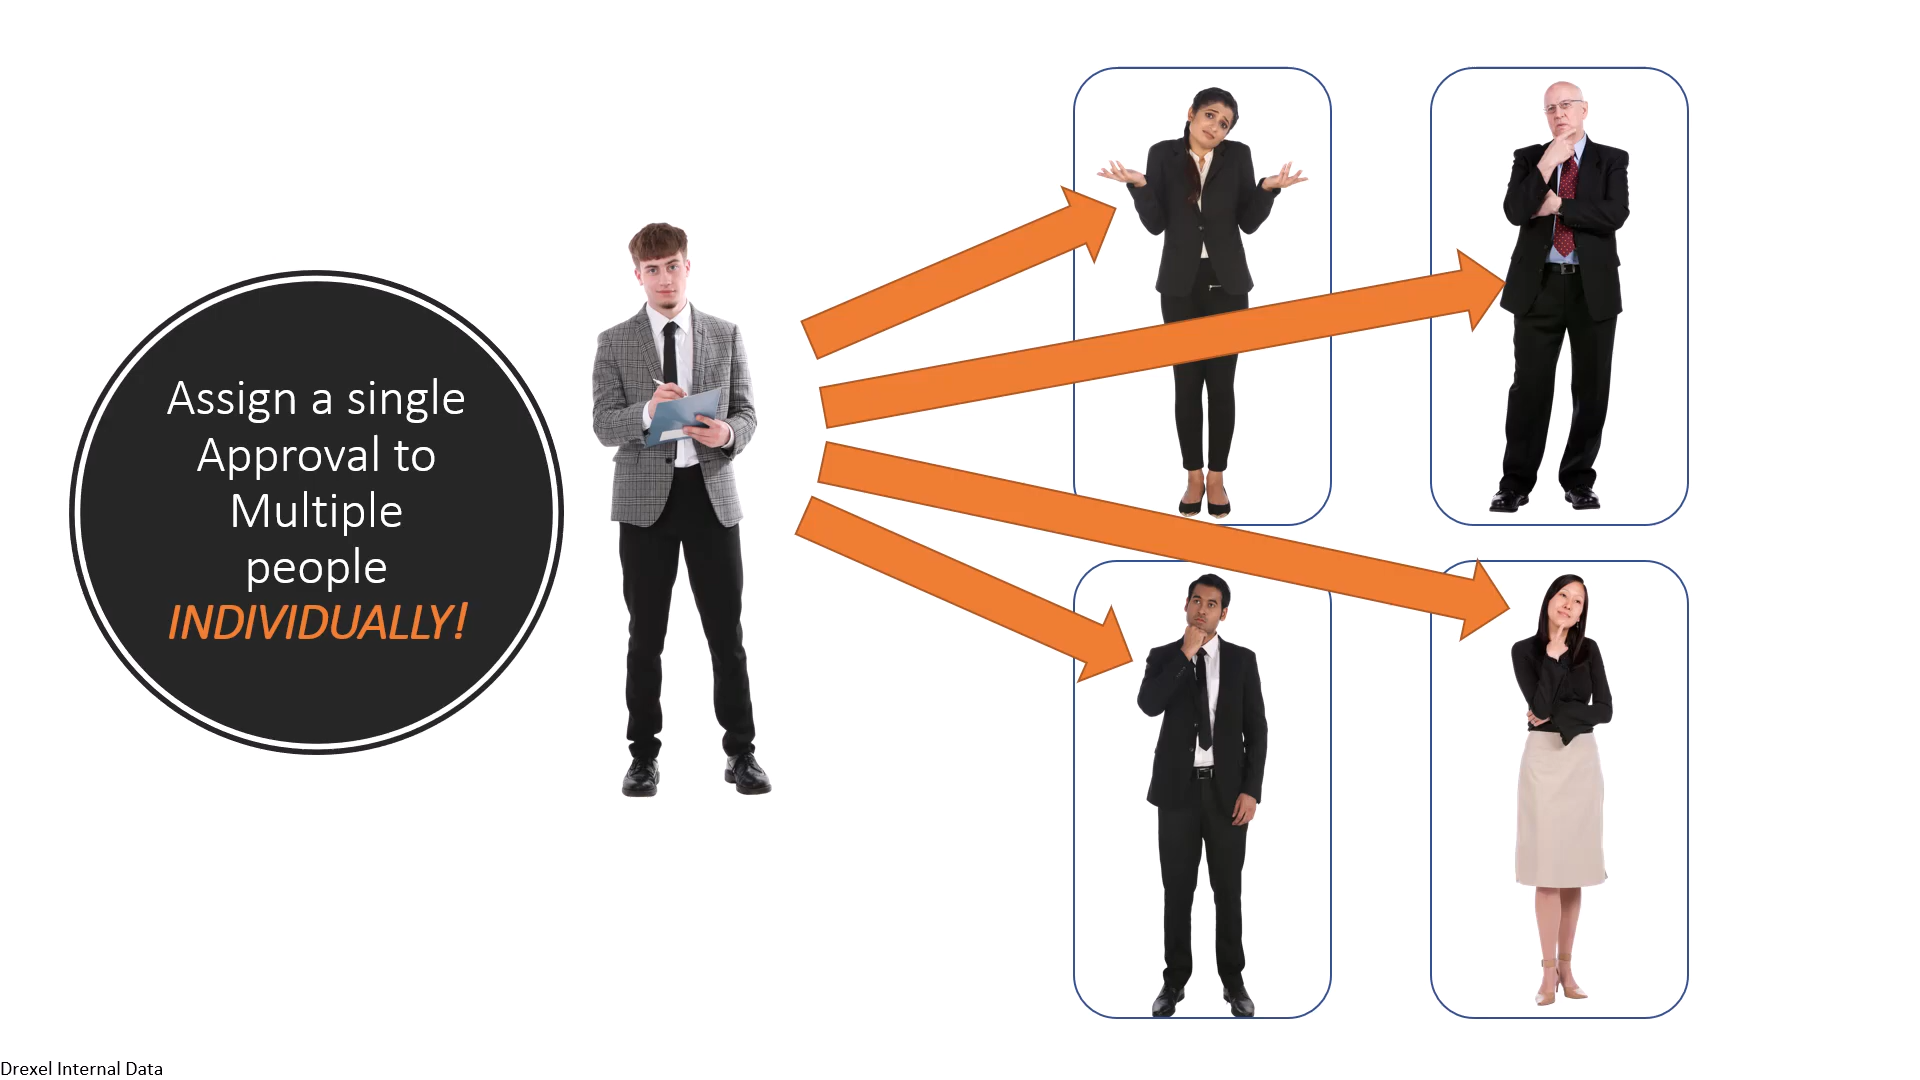 Assign a single
Approval to
Multiple
people
INDIVIDUALLY!
Drexel Internal Data